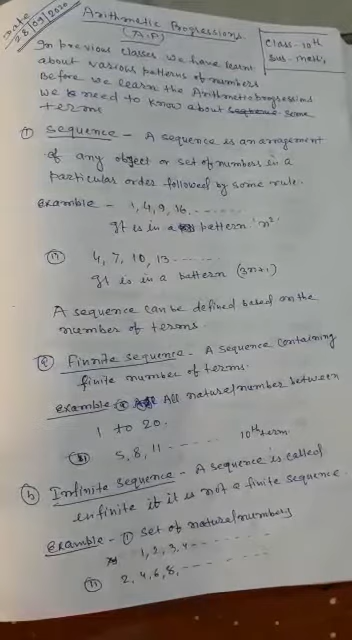 Date
28/09/2020
Arithmetic Progressions.
(A.P)
Class - 10th
Sub - math,
In previous classes we have learnt
about various patterns of numbers
Before we learn the Arithmetic progressions
we need to know about some
terms
① Sequence - A sequence is an arrangement
of any object or set of numbers in a
particular order followed by some rule.
Examble - 1, 4, 9, 16 - - - - - - -
It is in a pettern 'n²'
(ii) 4, 7, 10, 13 - - - - - - -
It is in a pattern (3n+1)
A sequence can be defined based on the
number of terms.
(a) Finite sequence - A sequence containing
finite number of terms.
Examble - All natural number between
1 to 20.
(ii) 5, 8, 11 - - - - - - 10th term
(b) Infinite sequence - A sequence is called
infinite if it is not a finite sequence
Examble - ① set of natural numbers
1, 2, 3, 4 - - - - - - -
(ii) 2, 4, 6, 8, - - - - - - -